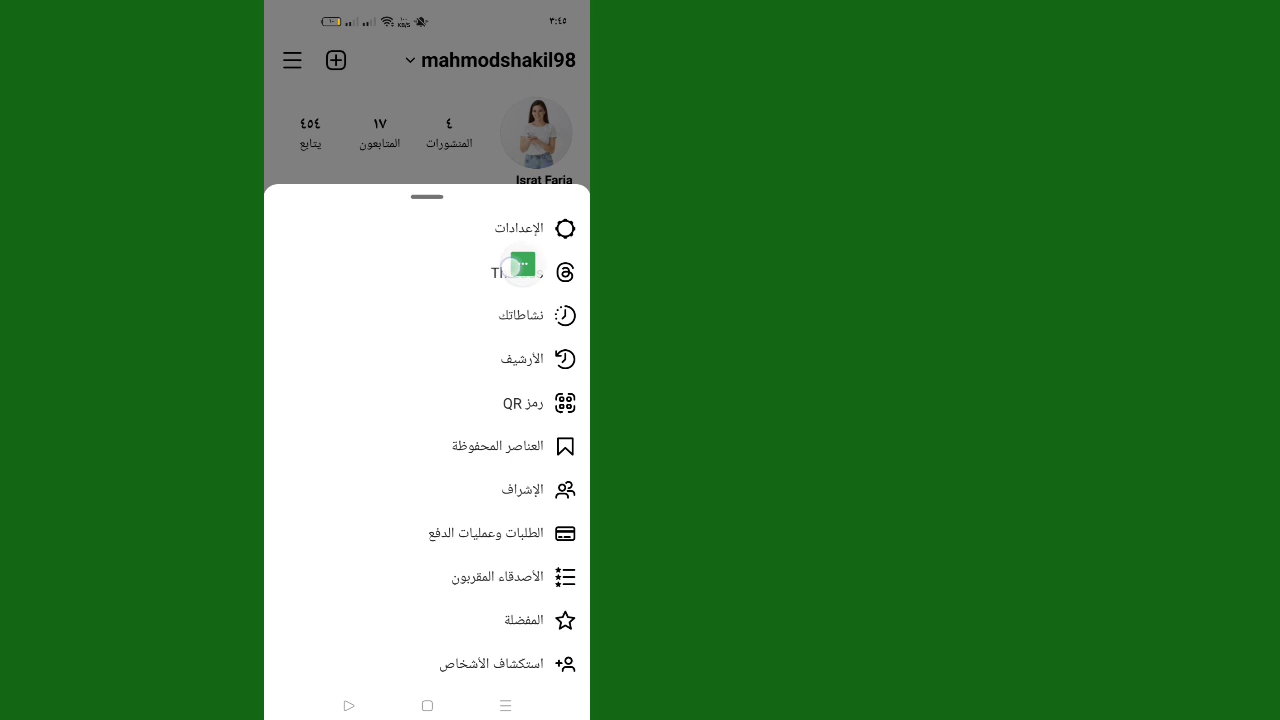 ٣:٤٥
mahmodshakil98
٤
المنشورات
١٧
المتابعون
٤٥٤
يتابع
Israt Faria
الإعدادات
نشاطاتك
الأرشيف
رمز QR
العناصر المحفوظة
الإشراف
الطلبات وعمليات الدفع
الأصدقاء المقربون
المفضلة
استكشاف الأشخاص